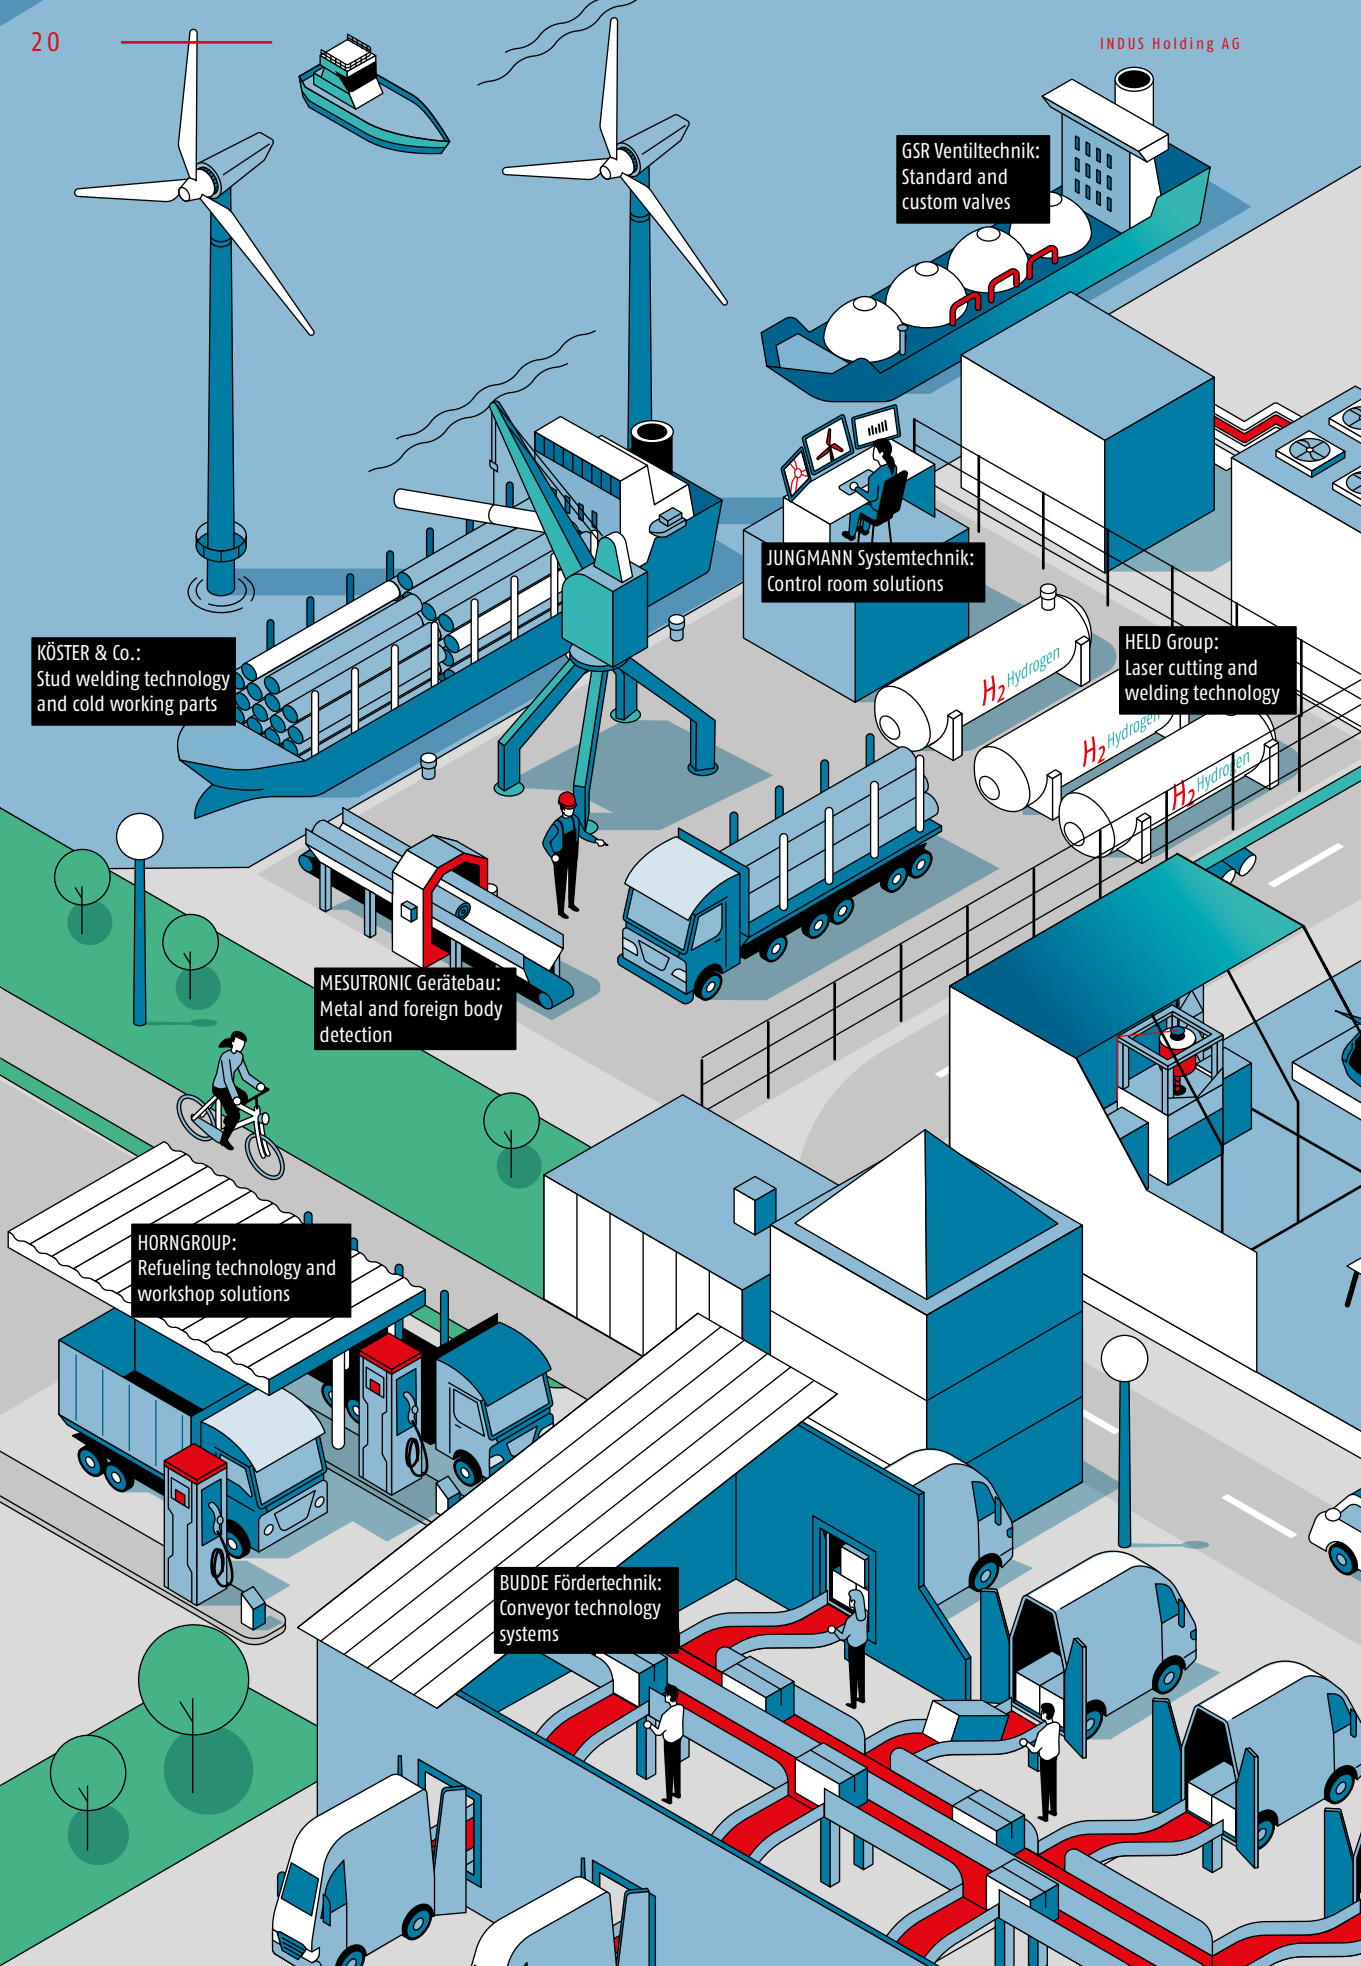 20
INDUS Holding AG
GSR Ventiltechnik:
Standard and
custom valves
JUNGMANN Systemtechnik:
Control room solutions
KÖSTER & Co.:
Stud welding technology
and cold working parts
HELD Group:
Laser cutting and
welding technology
H2 Hydrogen
H2 Hydrogen
H2 Hydrogen
MESUTRONIC Gerätebau:
Metal and foreign body
detection
HORNGROUP:
Refueling technology and
workshop solutions
BUDDE Fördertechnik:
Conveyor technology
systems